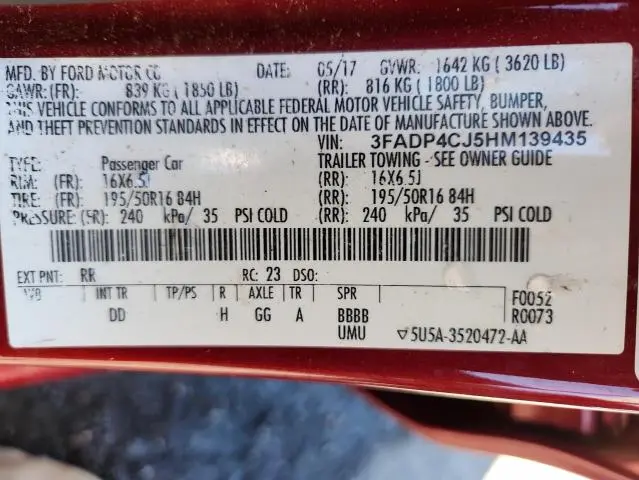 MFD. BY FORD MOTOR CO DATE: 05/17 GVWR: 1642 KG ( 3620 LB)
GAWR: (FR): 839 KG ( 1850 LB) (RR): 816 KG ( 1800 LB)
THIS VEHICLE CONFORMS TO ALL APPLICABLE FEDERAL MOTOR VEHICLE SAFETY, BUMPER,
AND THEFT PREVENTION STANDARDS IN EFFECT ON THE DATE OF MANUFACTURE SHOWN ABOVE.
VIN: 3FADP4CJ5HM139435
TYPE: Passenger Car TRAILER TOWING - SEE OWNER GUIDE
RIM: (FR): 16X6.5J (RR): 16X6.5J
TIRE: (FR): 195/50R16 84H (RR): 195/50R16 84H
PRESSURE: (FR): 240 kPa/ 35 PSI COLD (RR): 240 kPa/ 35 PSI COLD
EXT PNT: RR RC: 23 DSO:
WB INT TR TP/PS R AXLE TR SPR F0052
DD H GG A BBBB R0073
UMU ▽5U5A-3520472-AA